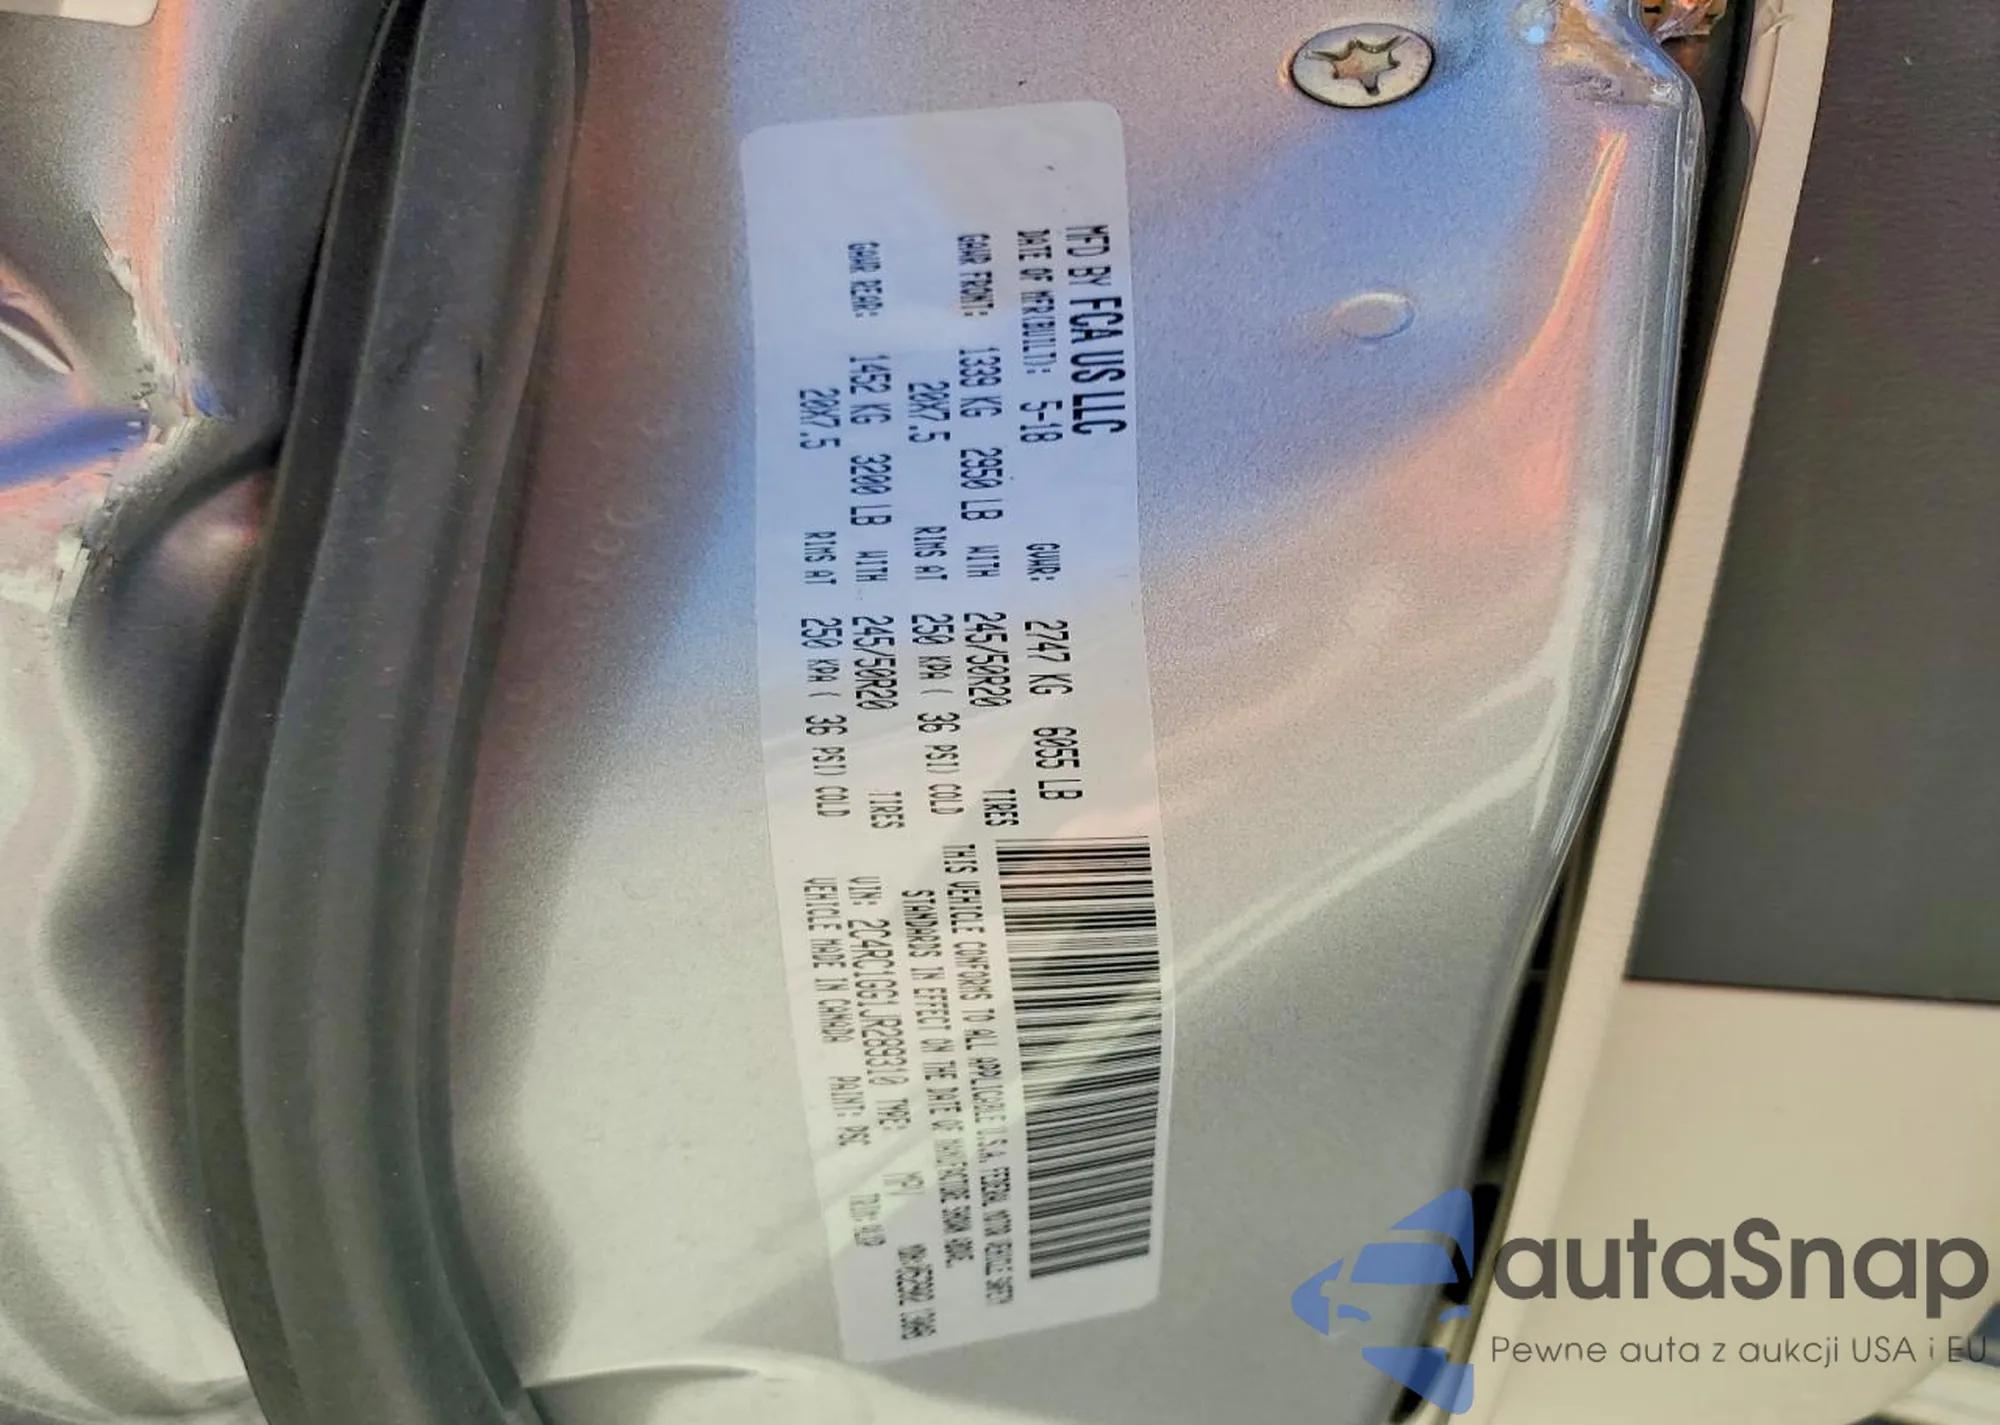 MFD BY FCA US LLC
DATE OF MFR(BUILT): 5-18 GVWR: 2747 KG 6055 LB
GAWR FRONT: 1339 KG 2950 LB WITH 245/50R20 TIRES
20X7.5 RIMS AT 250 KPA ( 36 PSI) COLD
GAWR REAR: 1452 KG 3200 LB WITH 245/50R20 TIRES
20X7.5 RIMS AT 250 KPA ( 36 PSI) COLD
THIS VEHICLE CONFORMS TO ALL APPLICABLE U.S.A. FEDERAL MOTOR VEHICLE SAFETY
STANDARDS IN EFFECT ON THE DATE OF MANUFACTURE SHOWN ABOVE.
VIN: 2C4RC1GG1JR289310 TYPE: MPV
VEHICLE MADE IN CANADA PAINT: PSC TRIM:
autaSnap
Pewne auta z aukcji USA i EU